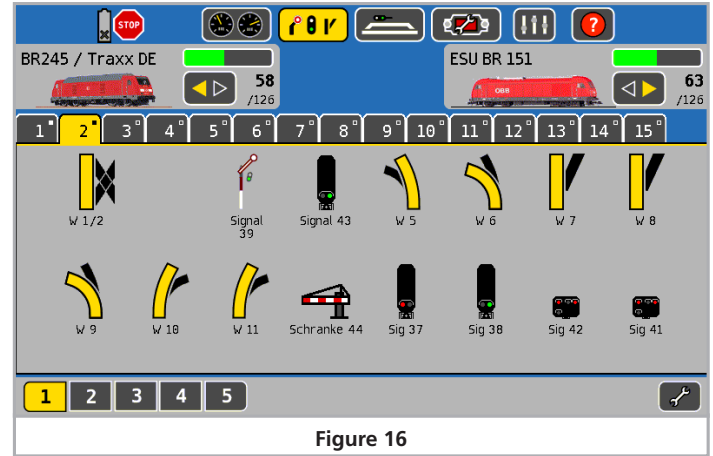 STOP
?
BR245 / Traxx DE
58
/126
ESU BR 151
ÖBB
63
/126
1 2 3 4 5 6 7 8 9 10 11 12 13 14 15
W 1/2
Signal
39
Signal 43
W 5
W 6
W 7
W 8
W 9
W 10
W 11
Schranke 44
Sig 37
Sig 38
Sig 42
Sig 41
1 2 3 4 5
Figure 16